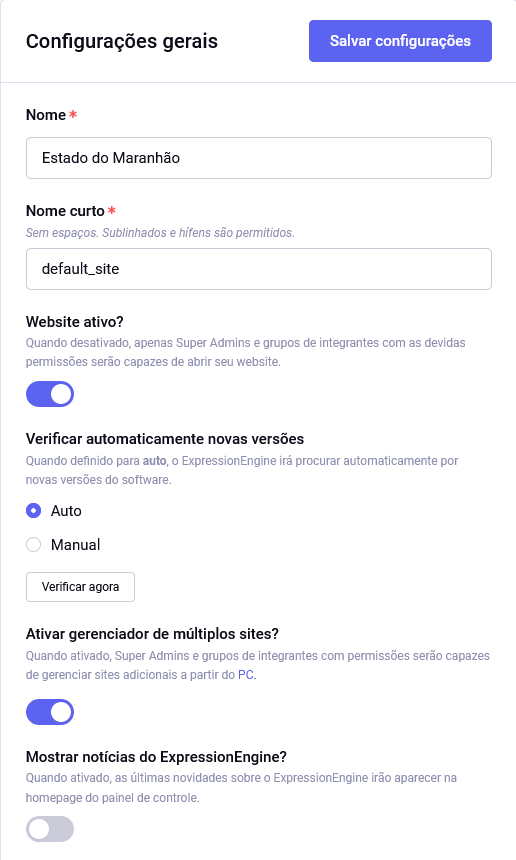 Configurações gerais
Salvar configurações
Nome *
Estado do Maranhão
Nome curto *
Sem espaços. Sublinhados e hífens são permitidos.
default_site
Website ativo?
Quando desativado, apenas Super Admins e grupos de integrantes com as devidas
permissões serão capazes de abrir seu website.
Verificar automaticamente novas versões
Quando definido para auto, o ExpressionEngine irá procurar automaticamente por
novas versões do software.
Auto
Manual
Verificar agora
Ativar gerenciador de múltiplos sites?
Quando ativado, Super Admins e grupos de integrantes com permissões serão capazes
de gerenciar sites adicionais a partir do PC.
Mostrar notícias do ExpressionEngine?
Quando ativado, as últimas novidades sobre o ExpressionEngine irão aparecer na
homepage do painel de controle.